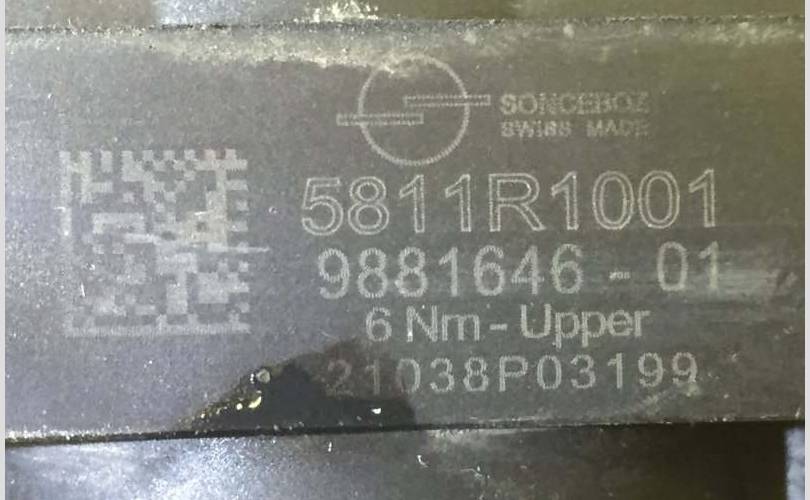 SONCEBOZ
SWISS MADE
5811R1001
9881646 - 01
6 Nm - Upper
21038P03199